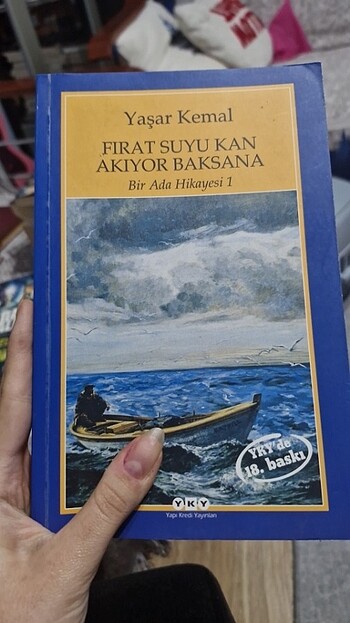 Yaşar Kemal
FIRAT SUYU KAN
AKIYOR BAKSANA
Bir Ada Hikayesi 1
YKY'de
18. baskı
YKY
Yapı Kredi Yayınları